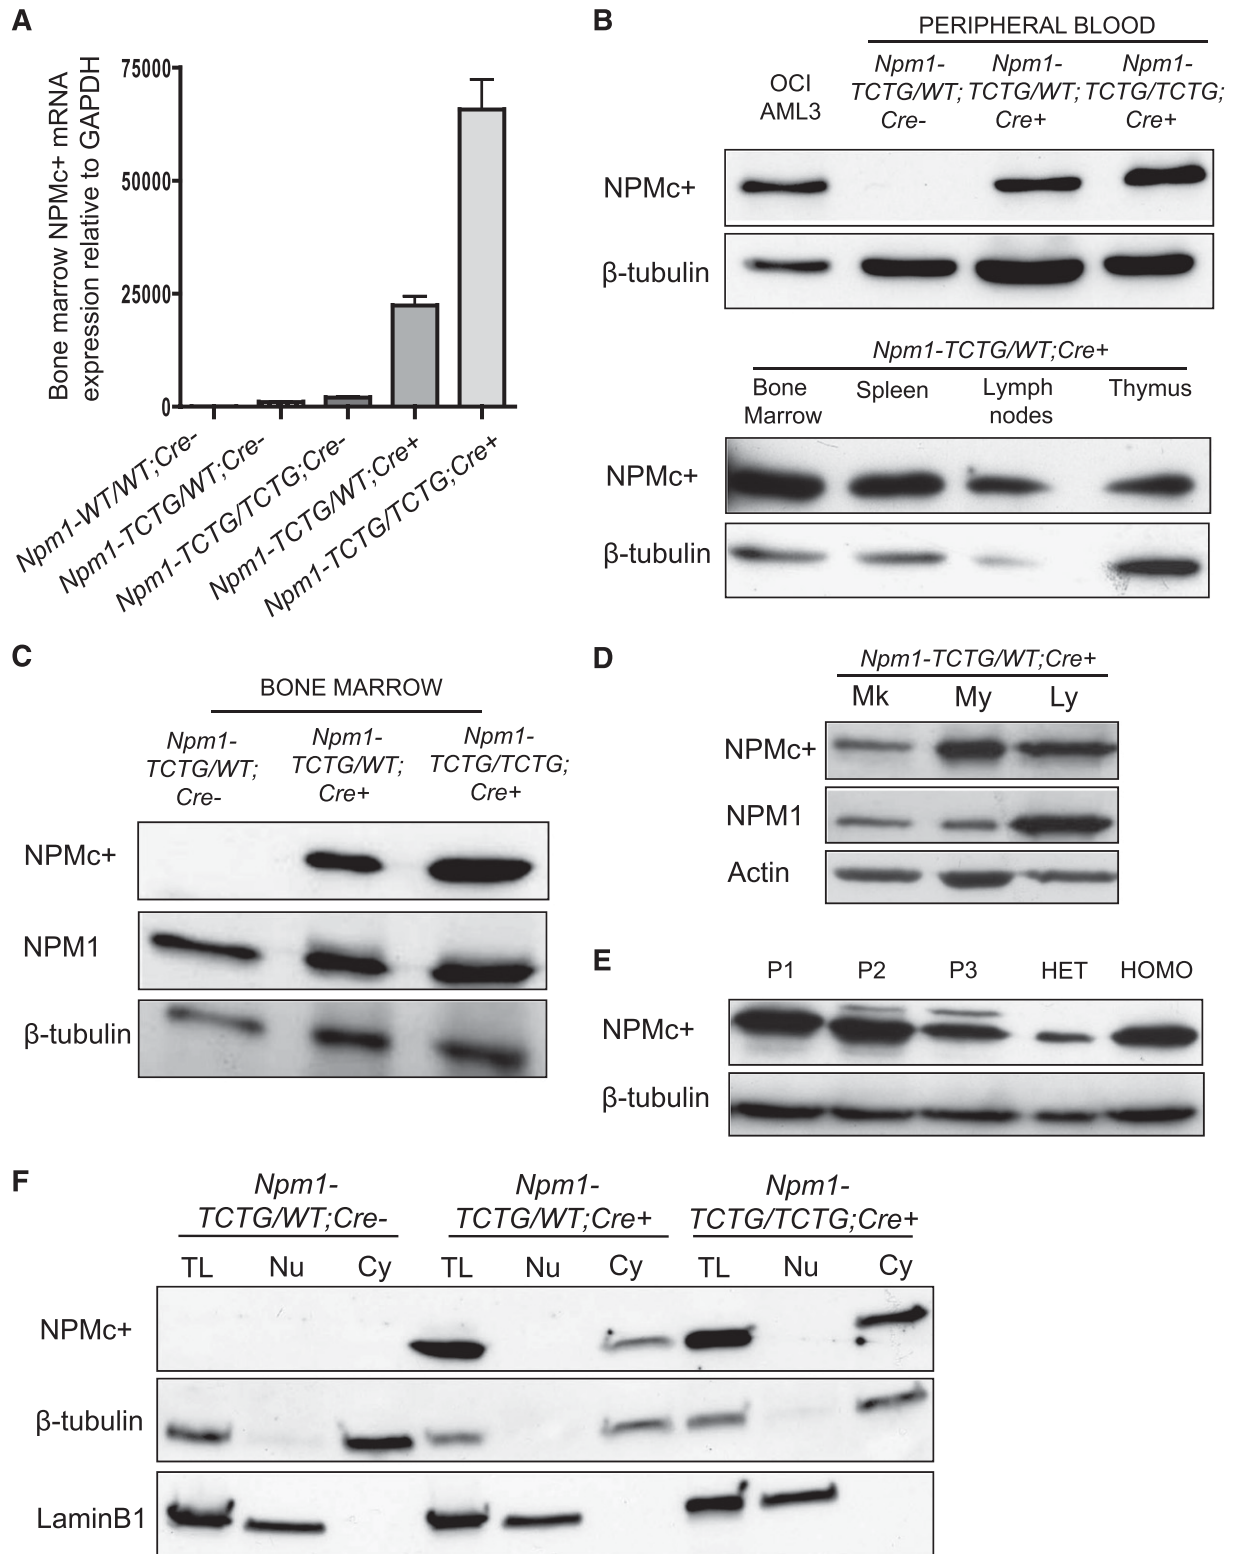 A
Bone marrow NPMc+ mRNA
expression relative to GAPDH
75000
50000
25000
0
Npm1-WT/WT;Cre-
Npm1-TCTG/WT;Cre-
Npm1-TCTG/TCTG;Cre-
Npm1-TCTG/WT;Cre+
Npm1-TCTG/TCTG;Cre+
B
PERIPHERAL BLOOD
OCI
AML3
Npm1-
TCTG/WT;
Cre-
Npm1-
TCTG/WT;
Cre+
Npm1-
TCTG/TCTG;
Cre+
NPMc+
β-tubulin
Npm1-TCTG/WT;Cre+
Bone
Marrow
Spleen
Lymph
nodes
Thymus
NPMc+
β-tubulin
C
BONE MARROW
Npm1-
TCTG/WT;
Cre-
Npm1-
TCTG/WT;
Cre+
Npm1-
TCTG/TCTG;
Cre+
NPMc+
NPM1
β-tubulin
D
Npm1-TCTG/WT;Cre+
Mk My Ly
NPMc+
NPM1
Actin
E
P1 P2 P3 HET HOMO
NPMc+
β-tubulin
F
Npm1-
TCTG/WT;Cre-
Npm1-
TCTG/WT;Cre+
Npm1-
TCTG/TCTG;Cre+
TL Nu Cy TL Nu Cy TL Nu Cy
NPMc+
β-tubulin
LaminB1